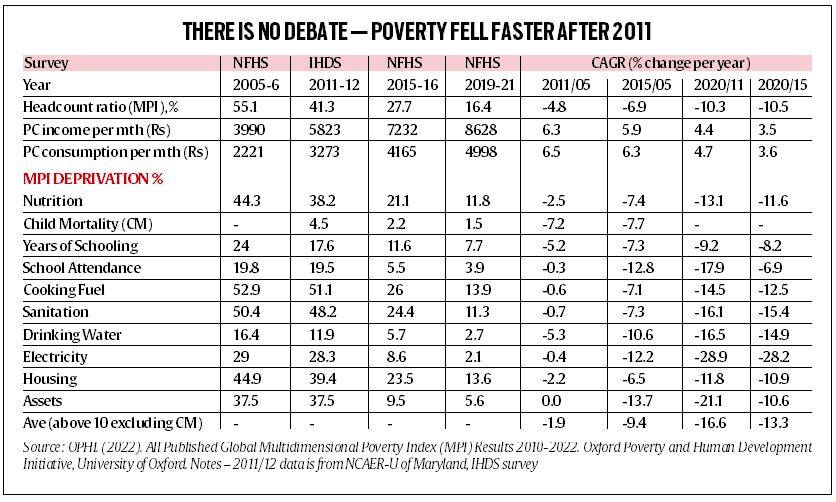 THERE IS NO DEBATE — POVERTY FELL FASTER AFTER 2011
Survey NFHS IHDS NFHS NFHS CAGR (% change per year)
Year 2005-6 2011-12 2015-16 2019-21 2011/05 2015/05 2020/11 2020/15
Headcount ratio (MPI),% 55.1 41.3 27.7 16.4 -4.8 -6.9 -10.3 -10.5
PC income per mth (Rs) 3990 5823 7232 8628 6.3 5.9 4.4 3.5
PC consumption per mth (Rs) 2221 3273 4165 4998 6.5 6.3 4.7 3.6
MPI DEPRIVATION %
Nutrition 44.3 38.2 21.1 11.8 -2.5 -7.4 -13.1 -11.6
Child Mortality (CM) - 4.5 2.2 1.5 -7.2 -7.7 - -
Years of Schooling 24 17.6 11.6 7.7 -5.2 -7.3 -9.2 -8.2
School Attendance 19.8 19.5 5.5 3.9 -0.3 -12.8 -17.9 -6.9
Cooking Fuel 52.9 51.1 26 13.9 -0.6 -7.1 -14.5 -12.5
Sanitation 50.4 48.2 24.4 11.3 -0.7 -7.3 -16.1 -15.4
Drinking Water 16.4 11.9 5.7 2.7 -5.3 -10.6 -16.5 -14.9
Electricity 29 28.3 8.6 2.1 -0.4 -12.2 -28.9 -28.2
Housing 44.9 39.4 23.5 13.6 -2.2 -6.5 -11.8 -10.9
Assets 37.5 37.5 9.5 5.6 0.0 -13.7 -21.1 -10.6
Ave (above 10 excluding CM) - - - - -1.9 -9.4 -16.6 -13.3
Source: OPHI. (2022). All Published Global Multidimensional Poverty Index (MPI) Results 2010-2022. Oxford Poverty and Human Development
Initiative, University of Oxford. Notes – 2011/12 data is from NCAER-U of Maryland, IHDS survey